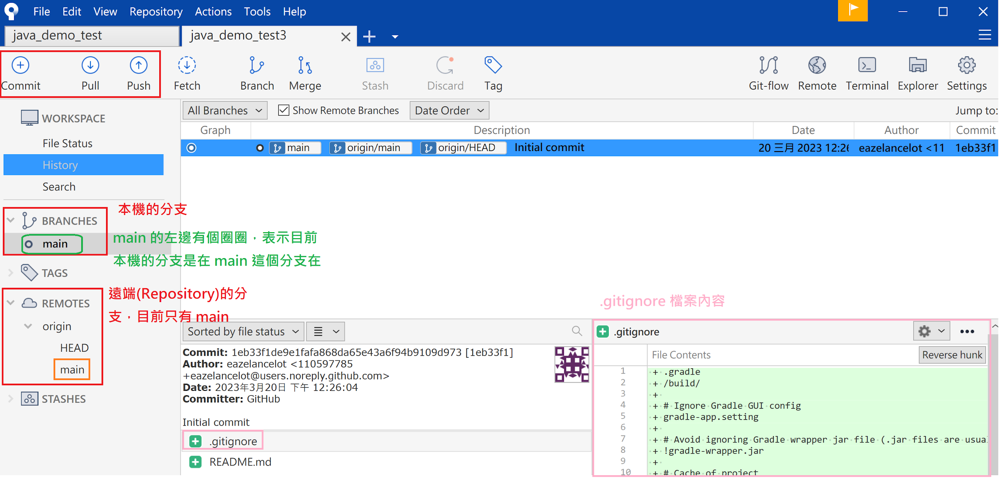 File Edit View Repository Actions Tools Help
java_demo_test
java_demo_test3
Commit Pull Push Fetch Branch Merge Stash Discard Tag Git-flow Remote Terminal Explorer Settings
All Branches Show Remote Branches Date Order Jump to:
Graph Description Date Author Commit
main origin/main origin/HEAD Initial commit 20 三月 2023 12:26 eazelancelot <11 1eb33f1
WORKSPACE
File Status
History
Search
本機的分支
BRANCHES
main
main 的左邊有個圈圈，表示目前
本機的分支是在 main 這個分支在
TAGS
遠端(Repository)的分
支，目前只有 main
REMOTES
origin
HEAD
main
STASHES
.gitignore 檔案內容
Sorted by file status
Commit: 1eb33f1de9e1fafa868da65e43a6f94b9109d973 [1eb33f1]
Author: eazelancelot <110597785
+eazelancelot@users.noreply.github.com>
Date: 2023年3月20日 下午 12:26:04
Committer: GitHub
Initial commit
.gitignore
README.md
.gitignore
File Contents Reverse hunk
1 + .gradle
2 + /build/
3 +
4 + # Ignore Gradle GUI config
5 + gradle-app.setting
6 +
7 + # Avoid ignoring Gradle wrapper jar file (.jar files are usua
8 + !gradle-wrapper.jar
9 +
10 + # Cache of project